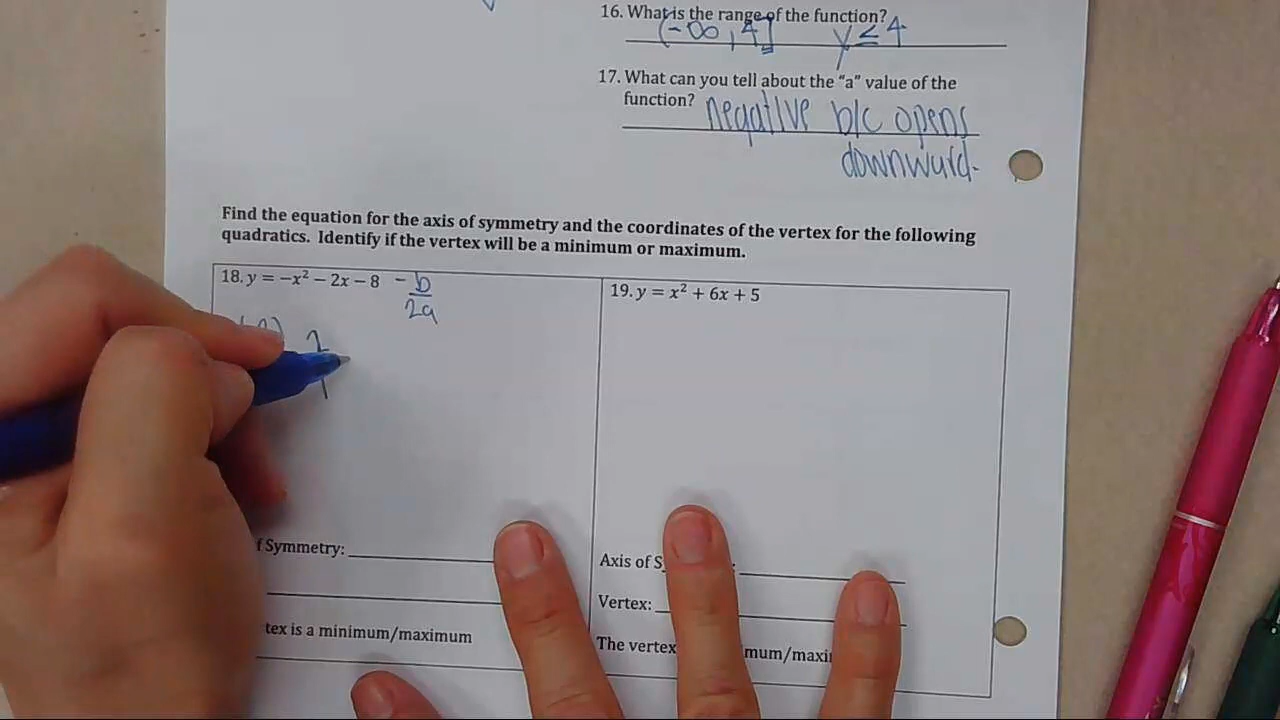 16. What is the range of the function?
(-∞, 4] y ≤ 4
17. What can you tell about the "a" value of the
function? negative b/c opens
downward.
Find the equation for the axis of symmetry and the coordinates of the vertex for the following
quadratics. Identify if the vertex will be a minimum or maximum.
18. y = −x² − 2x − 8 -b/2a
19. y = x² + 6x + 5
f Symmetry:
Axis of S
Vertex:
tex is a minimum/maximum
The vertex mum/maxi